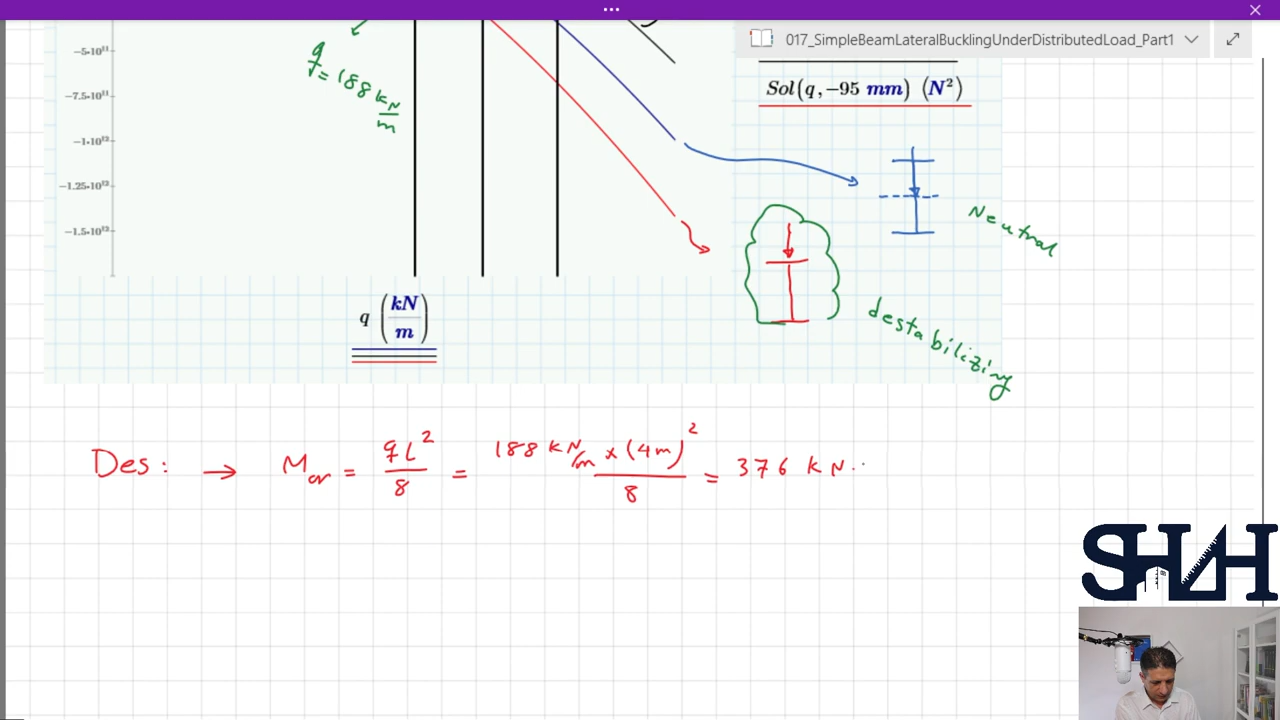 017_SimpleBeamLateralBucklingUnderDistributedLoad_Part1
-5·10¹¹
-7.5·10¹¹
-1·10¹²
-1.25·10¹²
-1.5·10¹²
q = 188 kN/m
Sol(q, -95 mm) (N²)
Neutral
destabilizing
q (kN/m)
Des: → Mcr = qL²/8 = 188 kN/m × (4m)²/8 = 376 kN·
SHLH